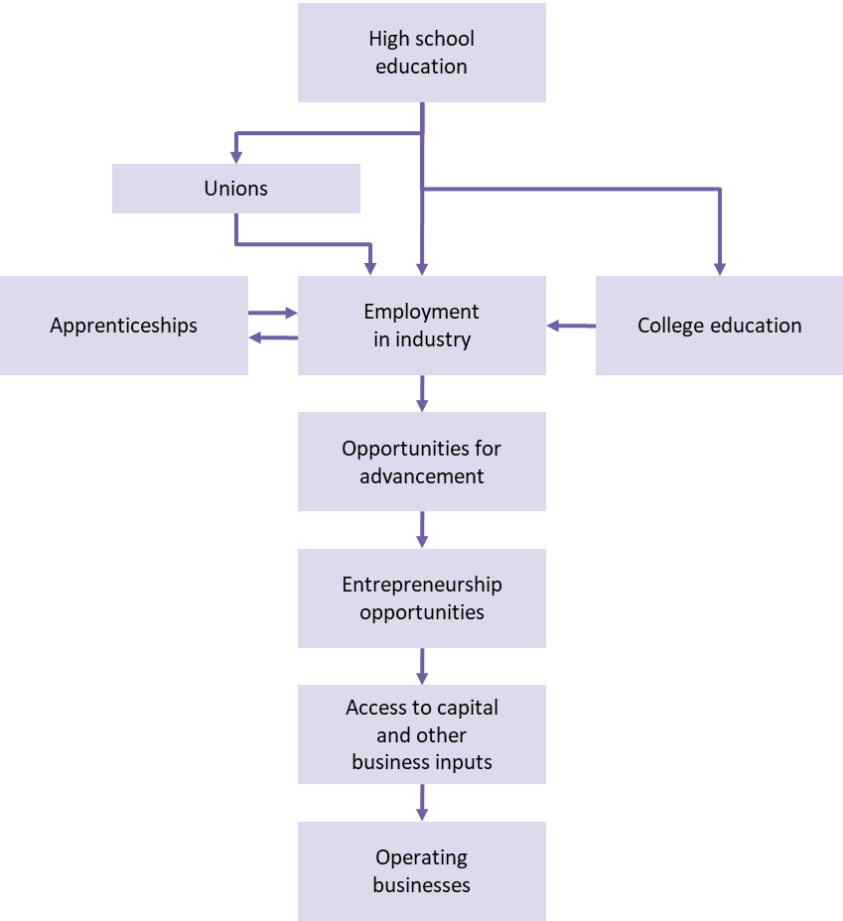 High school
education
Unions
Apprenticeships
Employment
in industry
College education
Opportunities for
advancement
Entrepreneurship
opportunities
Access to capital
and other
business inputs
Operating
businesses